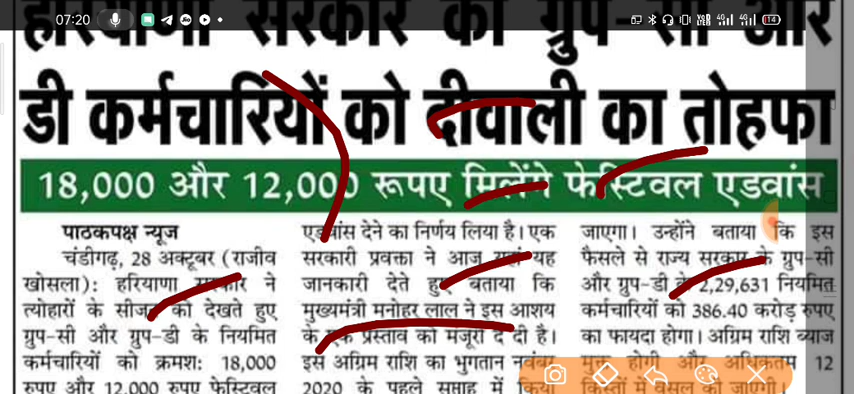 07:20
हरियाणा सरकार का ग्रुप-सी और
डी कर्मचारियों को दीवाली का तोहफा
18,000 और 12,000 रूपए मिलेंगे फेस्टिवल एडवांस
पाठकपक्ष न्यूज
चंडीगढ़, 28 अक्टूबर (राजीव
खोसला): हरियाणा सरकार ने
त्योहारों के सीजन को देखते हुए
ग्रुप-सी और ग्रुप-डी के नियमित
कर्मचारियों को क्रमश: 18,000
रुपए और 12,000 रुपए फेस्टिवल
एडवांस देने का निर्णय लिया है। एक
सरकारी प्रवक्ता ने आज यहां यह
जानकारी देते हुए बताया कि
मुख्यमंत्री मनोहर लाल ने इस आशय
के एक प्रस्ताव को मंजूरी दे दी है।
इस अग्रिम राशि का भुगतान नवंबर
2020 के पहले सप्ताह में किया
जाएगा। उन्होंने बताया कि इस
फैसले से राज्य सरकार के ग्रुप-सी
और ग्रुप-डी के 2,29,631 नियमित
कर्मचारियों को 386.40 करोड़ रुपए
का फायदा होगा। अग्रिम राशि ब्याज
मुक्त होगी और अधिकतम 12
किस्तों में वसूल की जाएगी।